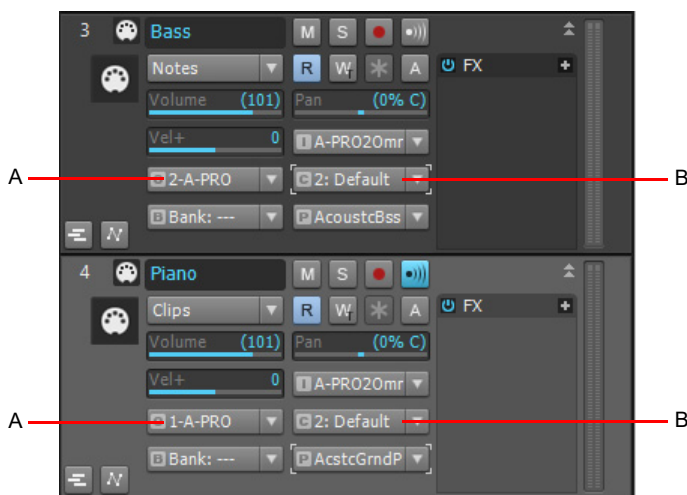 3 Bass M S
Notes R W A FX
Volume (101) Pan (0% C)
Vel+ 0 I A-PRO2Omr
A O 2-A-PRO C 2: Default B
B Bank: --- P AcoustcBss
4 Piano M S
Clips R W A FX
Volume (101) Pan (0% C)
Vel+ 0 I A-PRO2Omr
A O 1-A-PRO C 2: Default B
B Bank: --- P AcstcGrndP